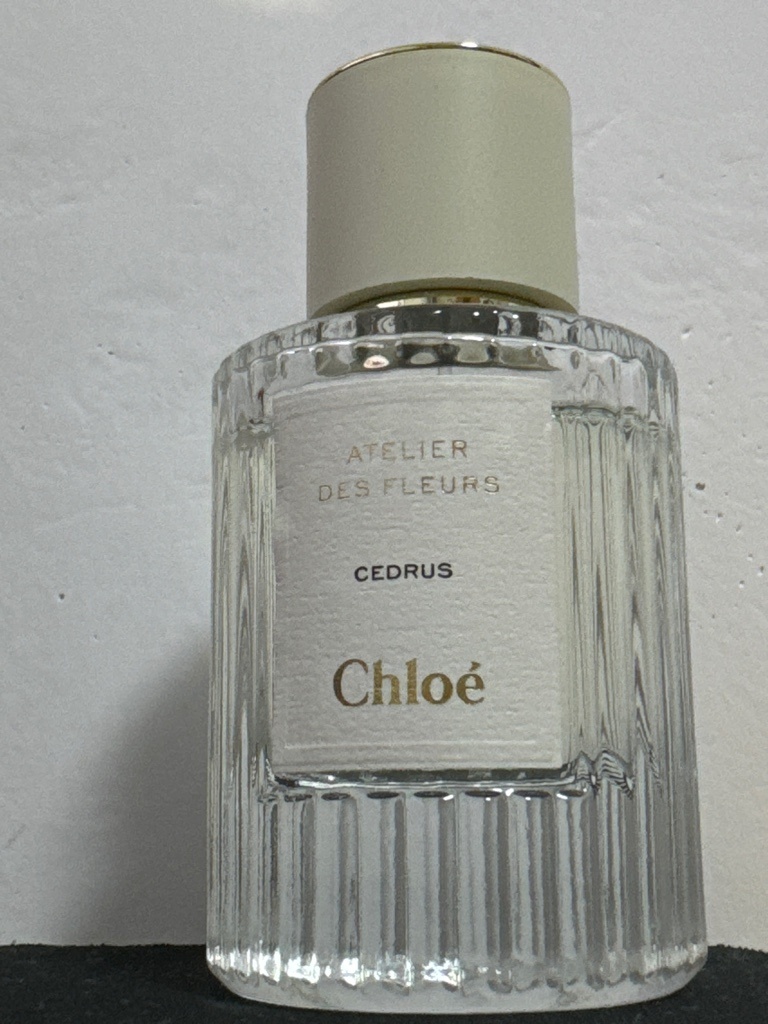 ATELIER
DES FLEURS
CEDRUS
Chloé